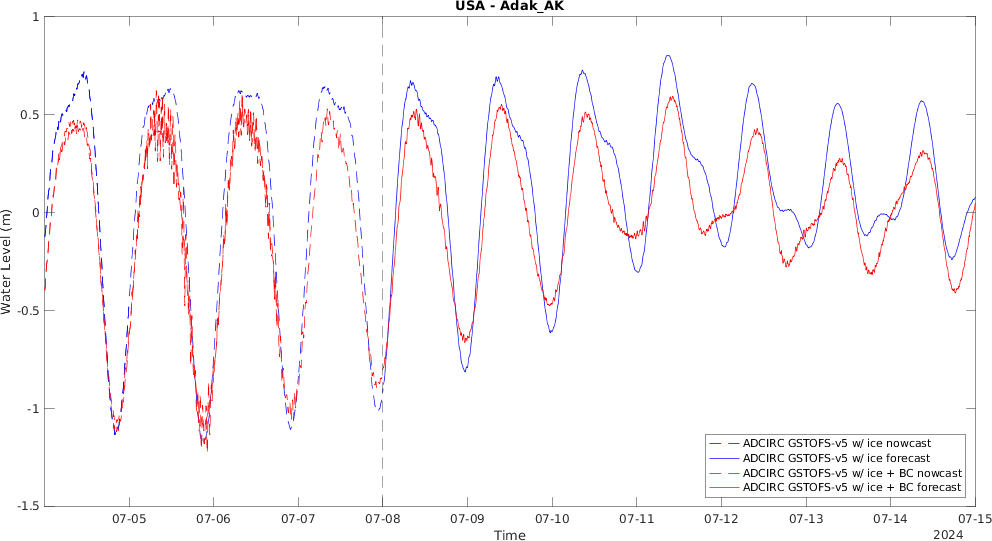 USA - Adak_AK
1
0.5
0
-0.5
-1
-1.5
Water Level (m)
ADCIRC GSTOFS-v5 w/ ice nowcast
ADCIRC GSTOFS-v5 w/ ice forecast
ADCIRC GSTOFS-v5 w/ ice + BC nowcast
ADCIRC GSTOFS-v5 w/ ice + BC forecast
07-05 07-06 07-07 07-08 07-09 07-10 07-11 07-12 07-13 07-14 07-15
Time
2024